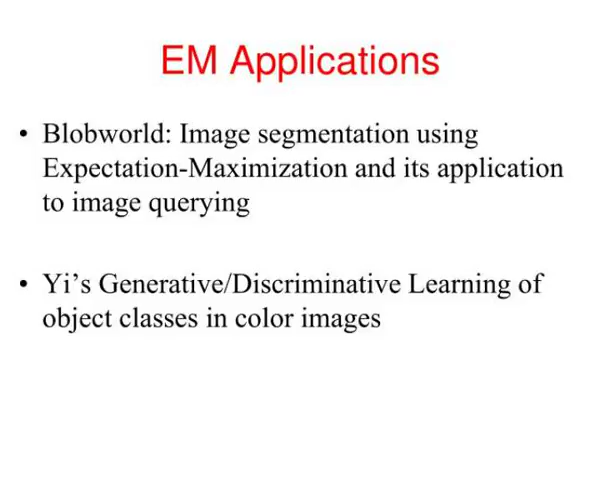 EM Applications
• Blobworld: Image segmentation using
Expectation-Maximization and its application
to image querying
• Yi’s Generative/Discriminative Learning of
object classes in color images